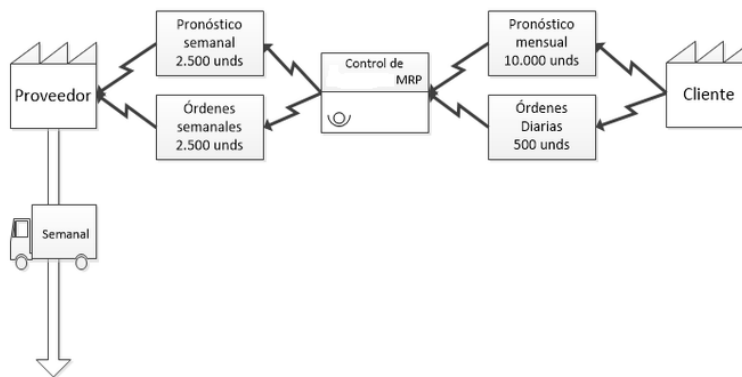 Proveedor
Pronóstico
semanal
2.500 unds
Órdenes
semanales
2.500 unds
Control de
MRP
Pronóstico
mensual
10.000 unds
Órdenes
Diarias
500 unds
Cliente
Semanal